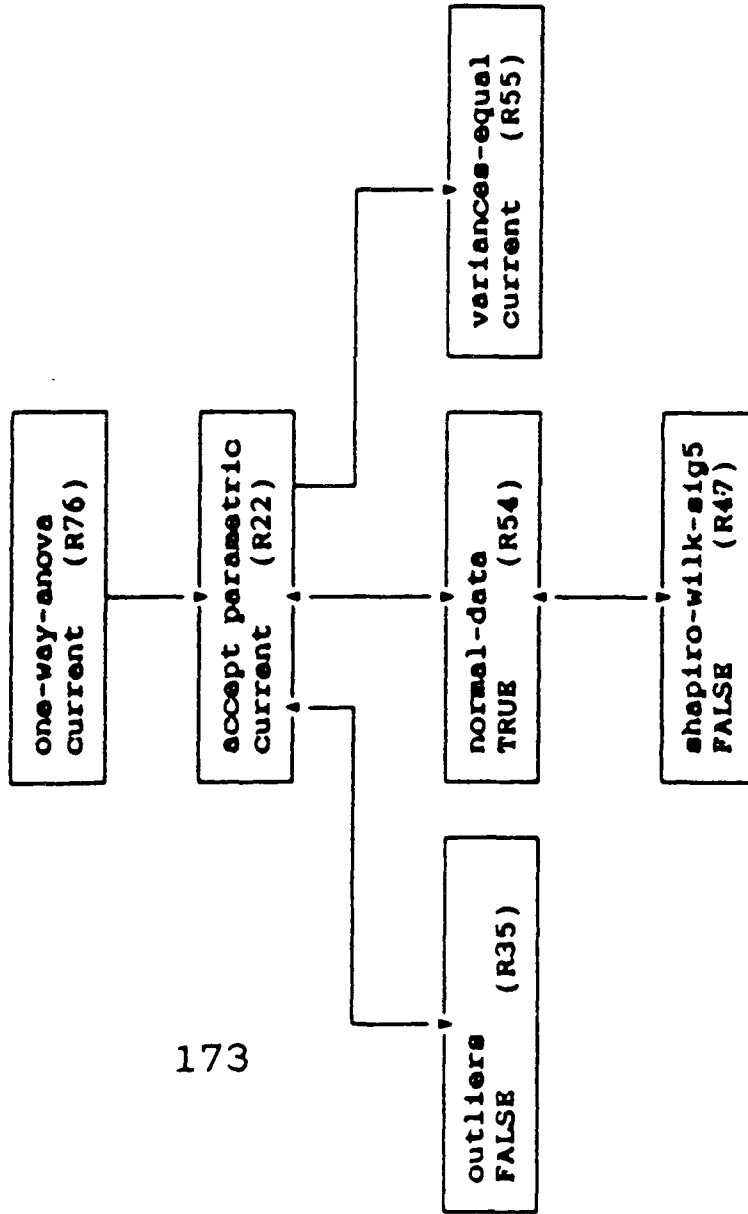 one-way-anova
current (R76)
accept parametric
current (R22)
outliers (R35)
FALSE
normal-data (R54)
TRUE
variances-equal
current (R55)
shapiro-wilk-sig5
FALSE (R47)
173